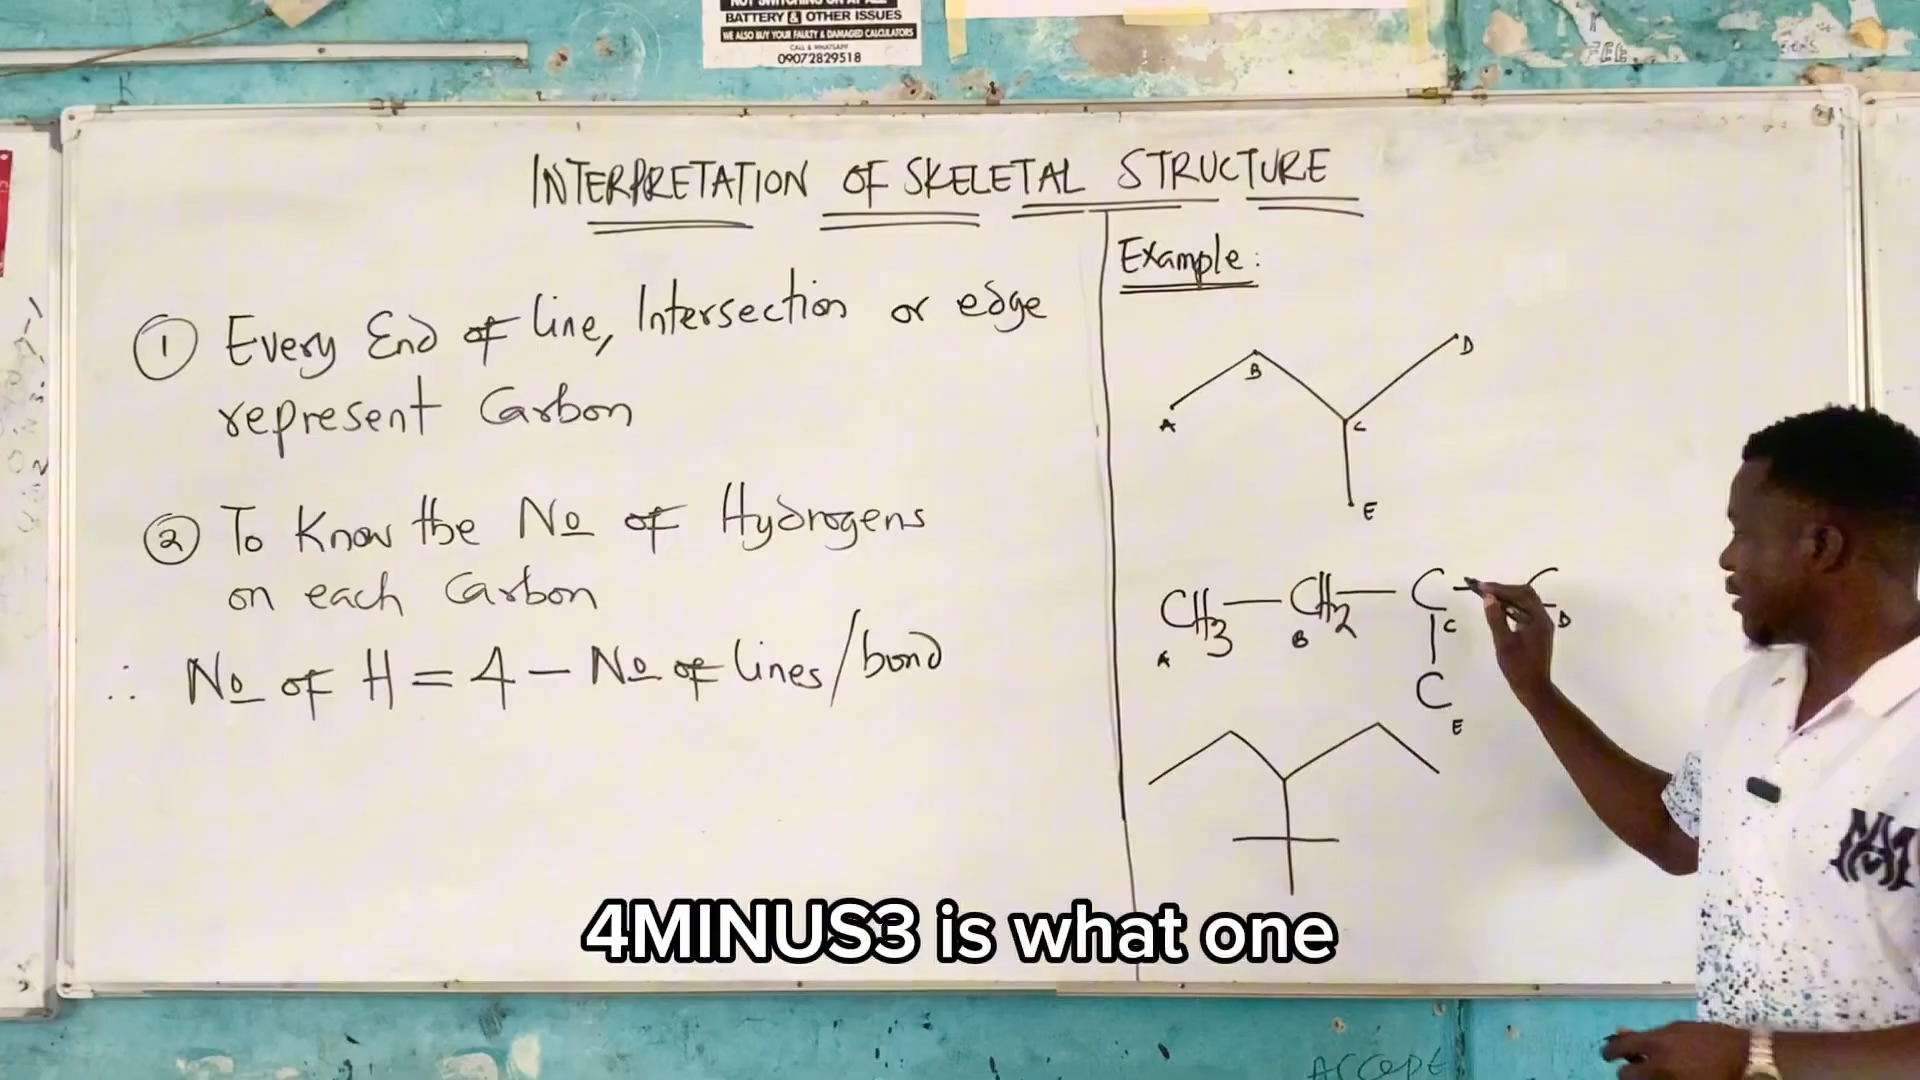 BATTERY & OTHER ISSUES
WE ALSO BUY YOUR FAULTY & DAMAGED CALCULATORS
CALL & WHATSAPP
09072829518
INTERPRETATION OF SKELETAL STRUCTURE
① Every End of line, Intersection or edge
represent Carbon
② To Know the No of Hydrogens
on each Carbon
∴ No of H = 4 - No of lines/bond
Example:
A
B
C
D
E
CH3 — CH2 — C — C
A B C D
C
E
4MINUS3 is what one
ACCEPT